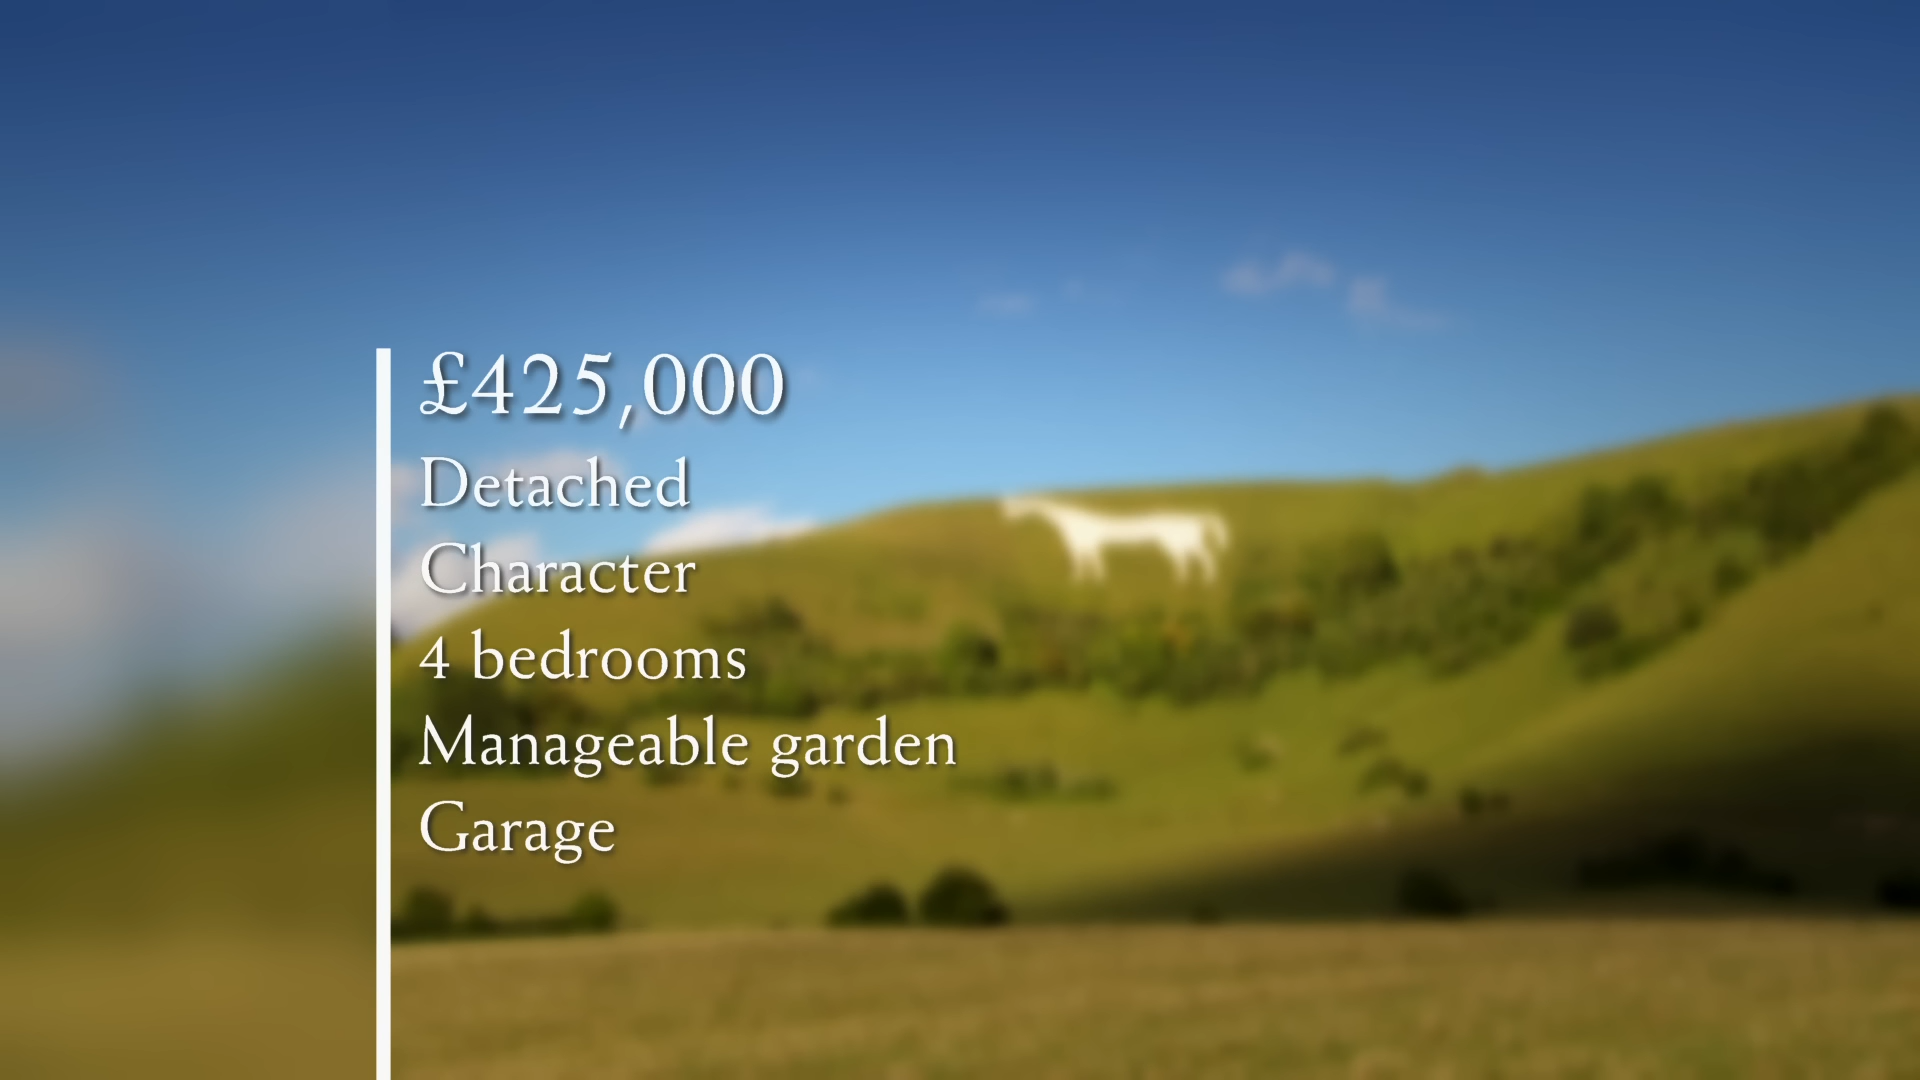 £425,000
Detached
Character
4 bedrooms
Manageable garden
Garage